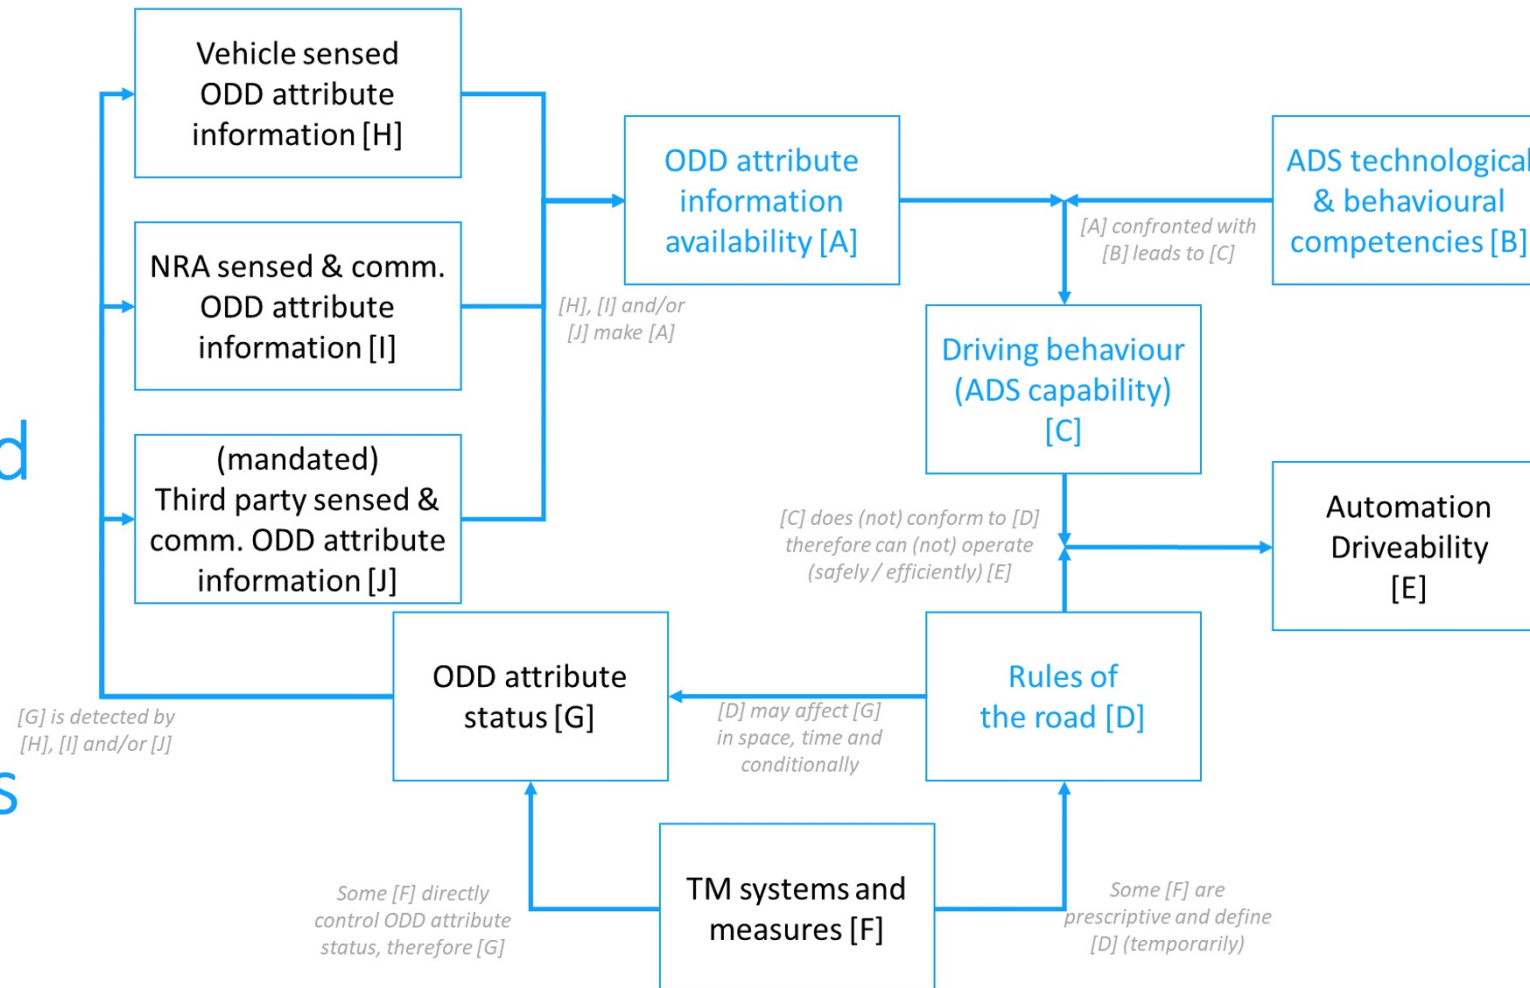 Vehicle sensed
ODD attribute
information [H]
ODD attribute
information
availability [A]
ADS technological
& behavioural
competencies [B]
[A] confronted with
[B] leads to [C]
NRA sensed & comm.
ODD attribute
information [I]
[H], [I] and/or
[J] make [A]
Driving behaviour
(ADS capability)
[C]
d
(mandated)
Third party sensed &
comm. ODD attribute
information [J]
[C] does (not) conform to [D]
therefore can (not) operate
(safely / efficiently) [E]
Automation
Driveability
[E]
ODD attribute
status [G]
Rules of
the road [D]
[G] is detected by
[H], [I] and/or [J]
[D] may affect [G]
in space, time and
conditionally
s
TM systems and
measures [F]
Some [F] directly
control ODD attribute
status, therefore [G]
Some [F] are
prescriptive and define
[D] (temporarily)